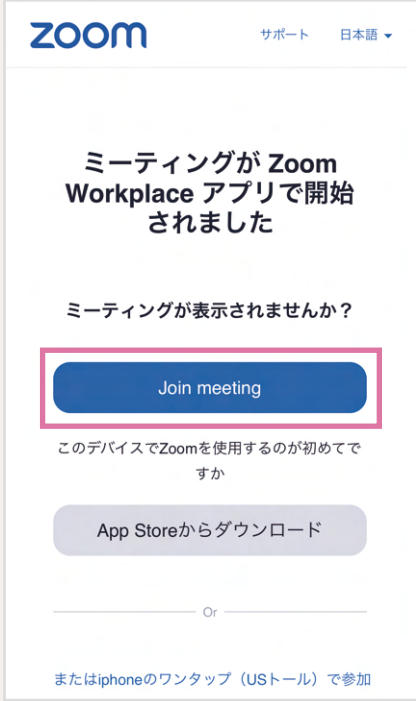 zoom
サポート 日本語
ミーティングが Zoom
Workplace アプリで開始
されました
ミーティングが表示されませんか？
Join meeting
このデバイスでZoomを使用するのが初めてで
すか
App Storeからダウンロード
Or
またはiphoneのワンタップ（USトール）で参加